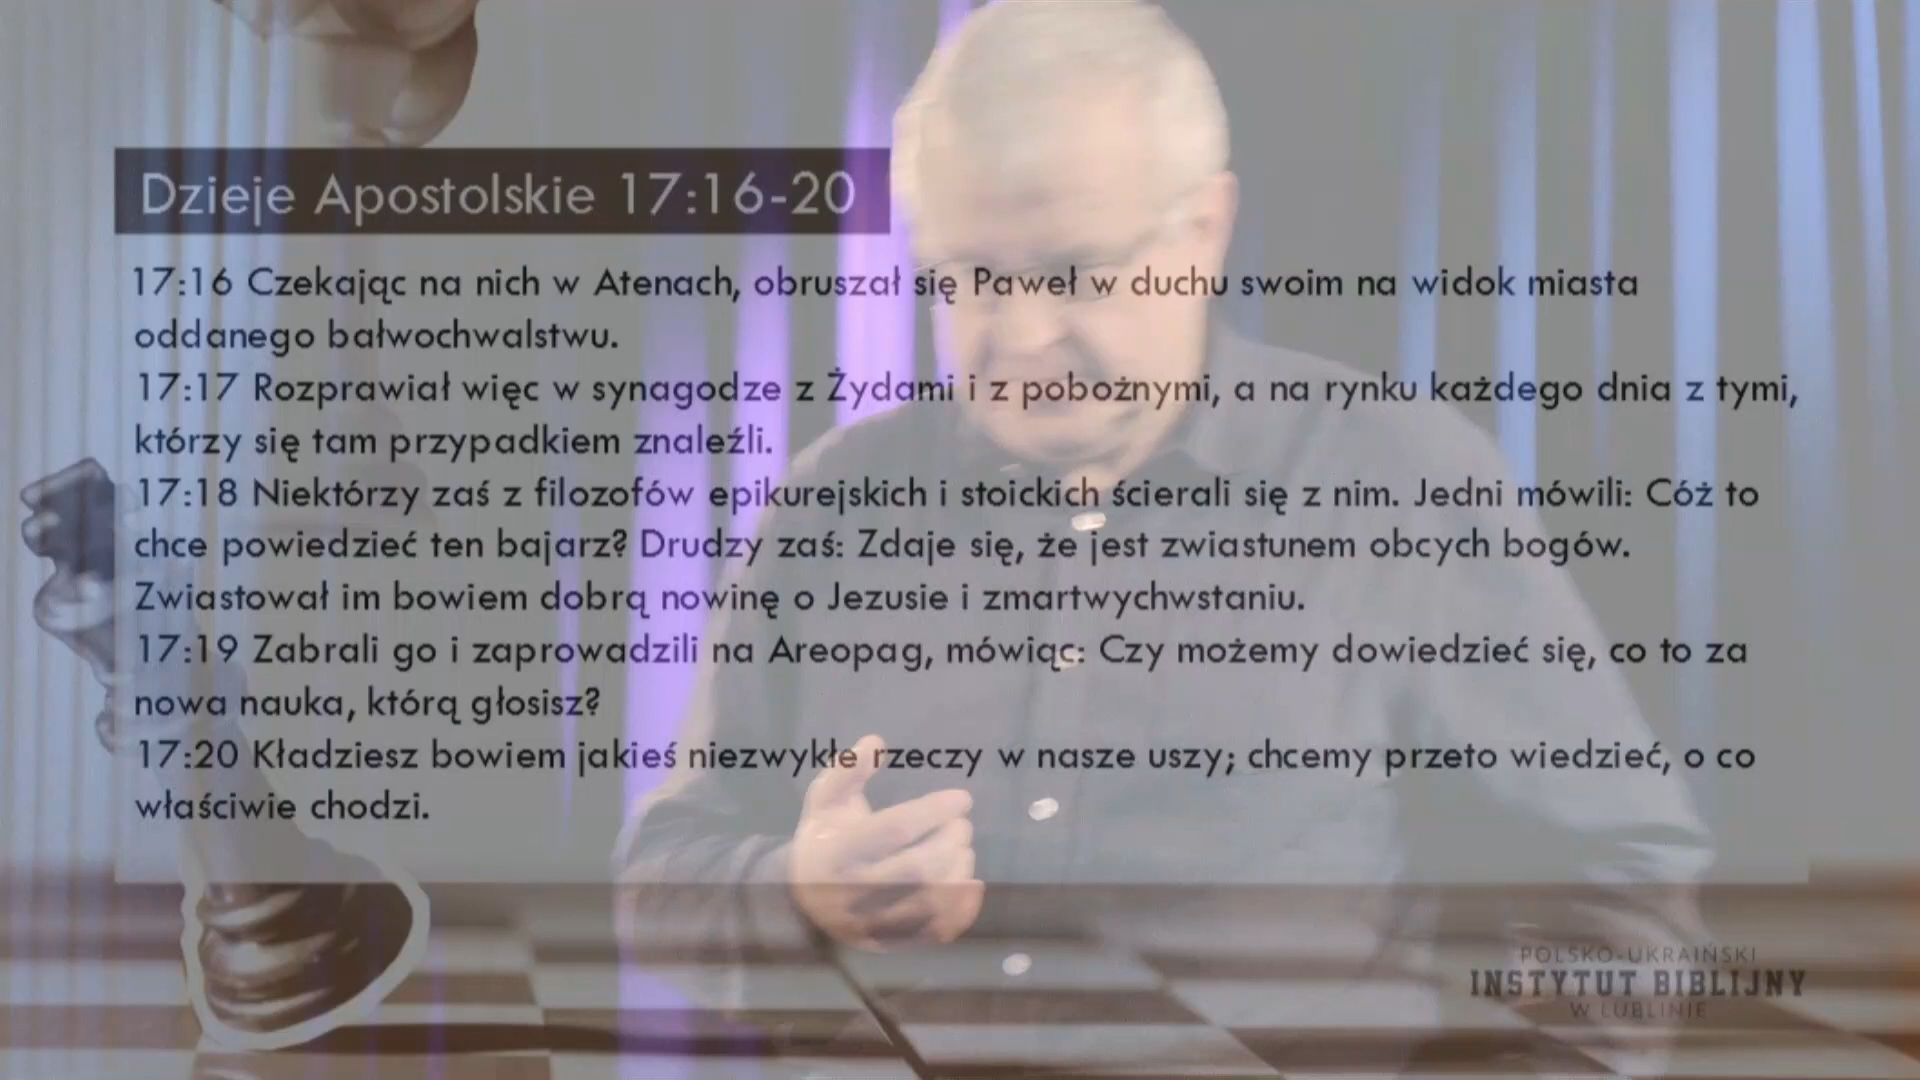 Dzieje Apostolskie 17:16-20
17:16 Czekając na nich w Atenach, obruszał się Paweł w duchu swoim na widok miasta
oddanego bałwochwalstwu.
17:17 Rozprawiał więc w synagodze z Żydami i z pobożnymi, a na rynku każdego dnia z tymi,
którzy się tam przypadkiem znaleźli.
17:18 Niektórzy zaś z filozofów epikurejskich i stoickich ścierali się z nim. Jedni mówili: Cóż to
chce powiedzieć ten bajarz? Drudzy zaś: Zdaje się, że jest zwiastunem obcych bogów.
Zwiastował im bowiem dobrą nowinę o Jezusie i zmartwychwstaniu.
17:19 Zabrali go i zaprowadzili na Areopag, mówiąc: Czy możemy dowiedzieć się, co to za
nowa nauka, którą głosisz?
17:20 Kładziesz bowiem jakieś niezwykłe rzeczy w nasze uszy; chcemy przeto wiedzieć, o co
właściwie chodzi.
POLSKO-UKRAIŃSKI
INSTYTUT BIBLIJNY
W LUBLINIE